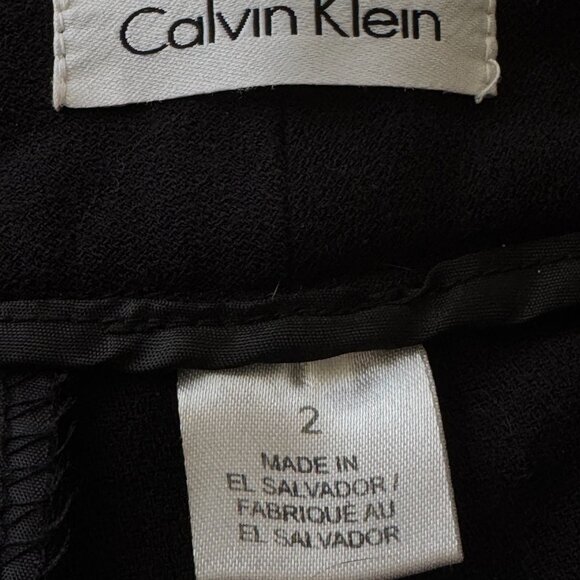 Calvin Klein
2
MADE IN
EL SALVADOR /
FABRIQUE AU
EL SALVADOR